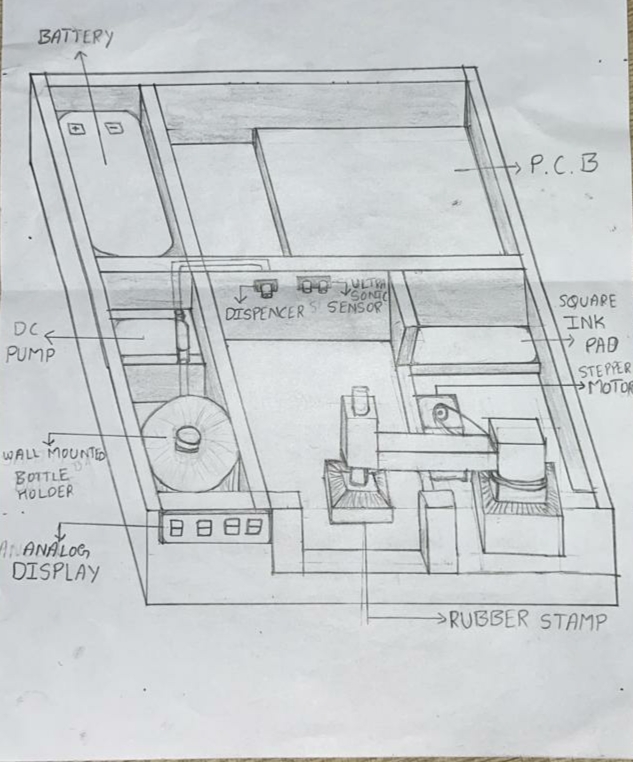 BATTERY
+ -
P.C.B
DISPENCER
ULTRA
SONIC
SENSOR
SQUARE
INK
PAD
DC
PUMP
STEPPER
MOTOR
WALL MOUNTED
BOTTLE
HOLDER
ANALOG
DISPLAY
RUBBER STAMP